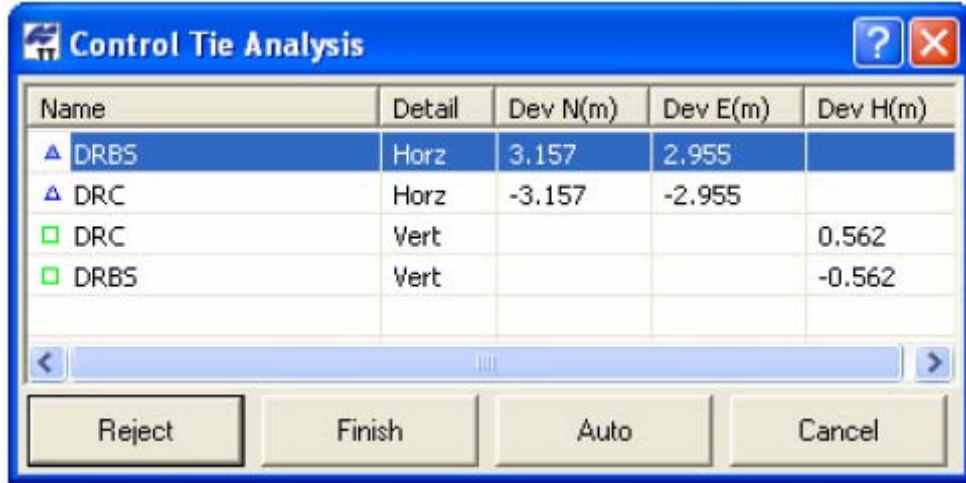 Control Tie Analysis
Name Detail Dev N(m) Dev E(m) Dev H(m)
DRBS Horz 3.157 2.955
DRC Horz -3.157 -2.955
DRC Vert 0.562
DRBS Vert -0.562
Reject Finish Auto Cancel